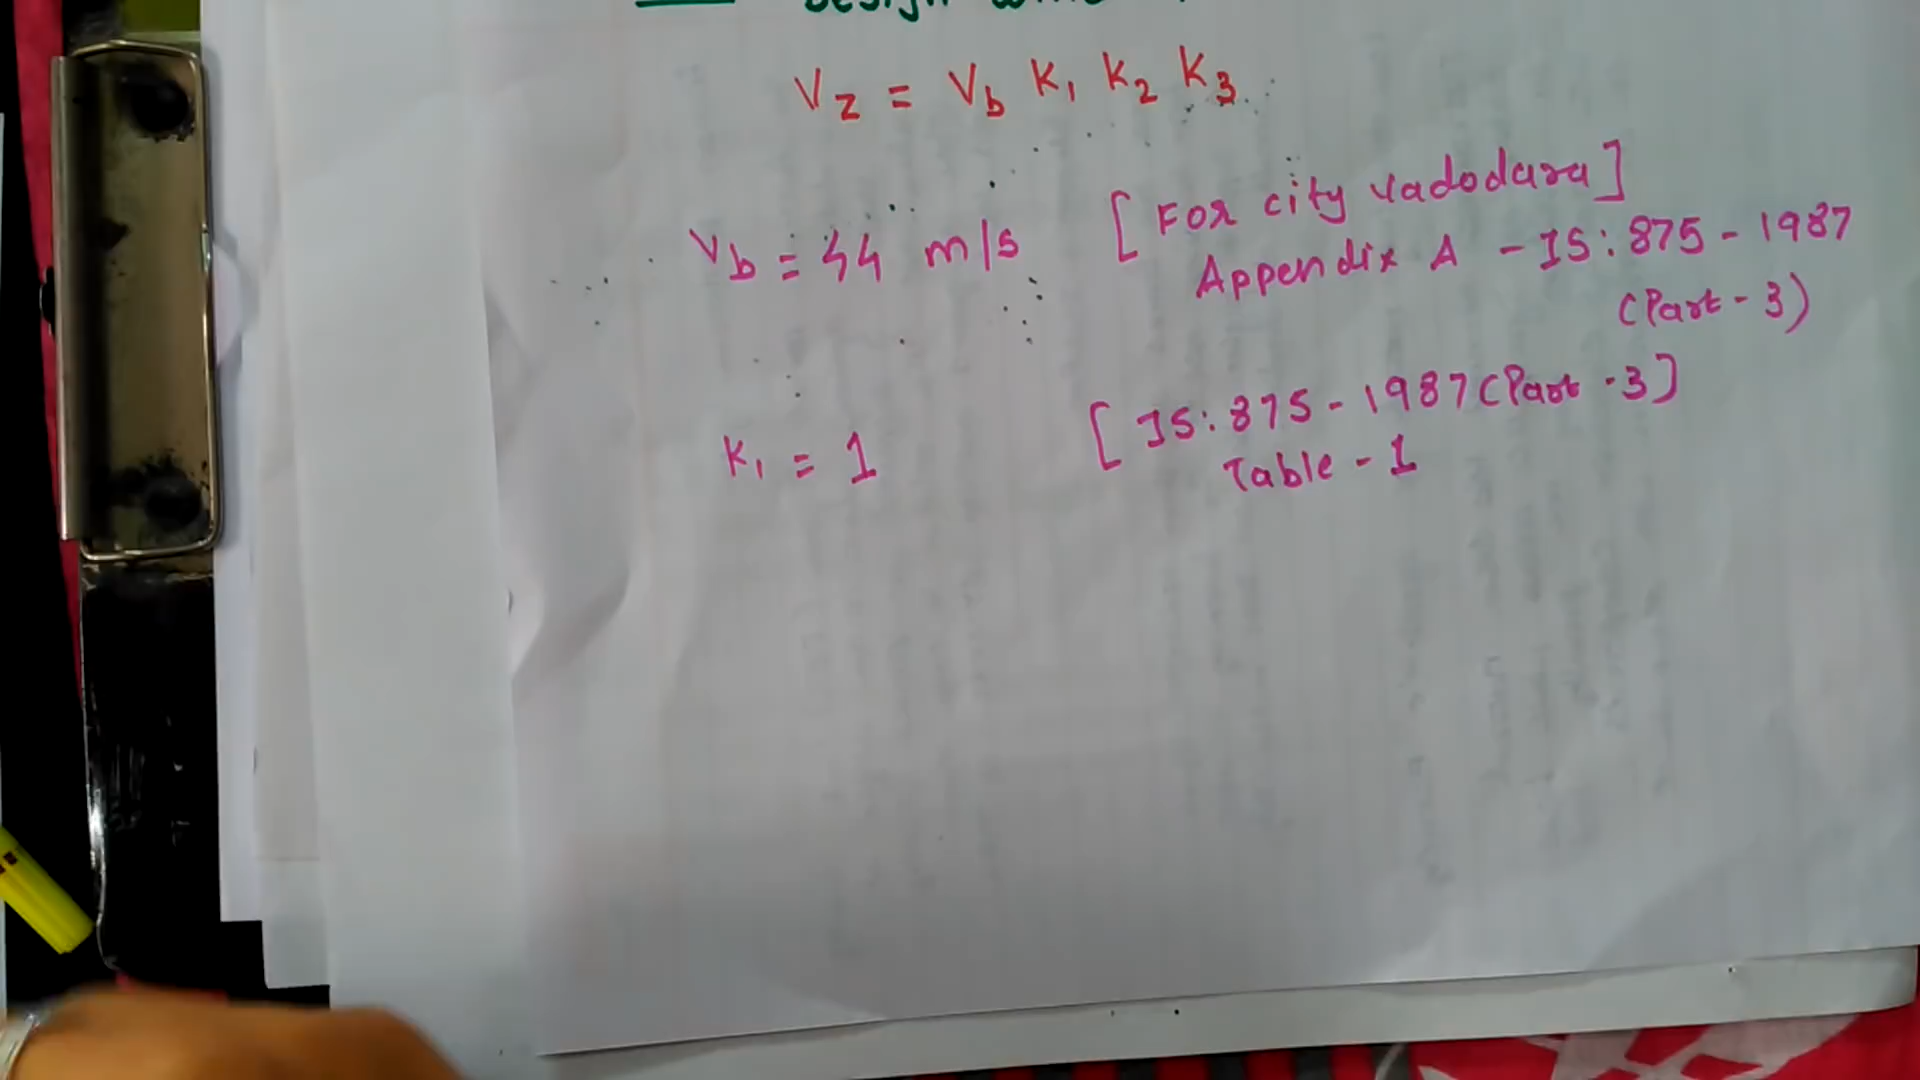 Design
Vz = Vb K1 K2 K3
Vb = 44 m/s [For city vadodara]
Appendix A - IS:875-1987
(Part-3)
K1 = 1 [IS:875-1987(Part-3]
Table-1